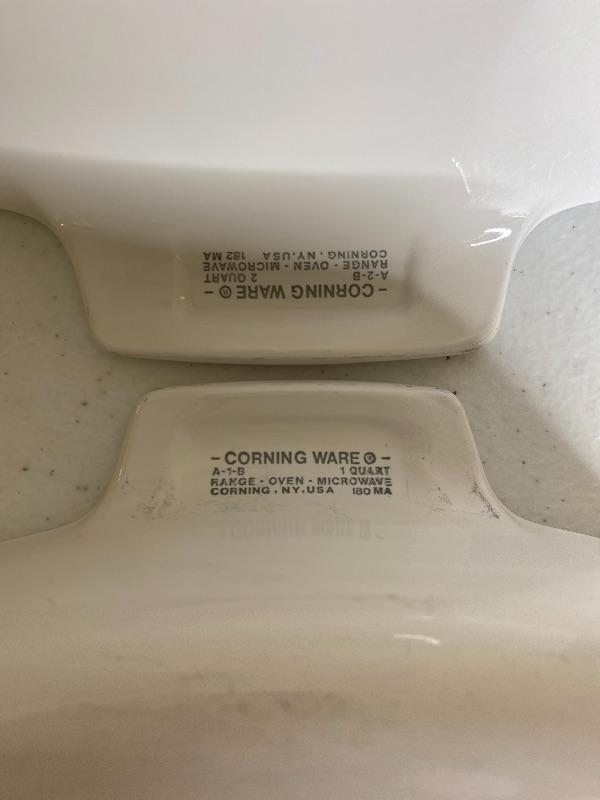 - CORNING WARE ® -
A-2-B 2 QUART
RANGE - OVEN - MICROWAVE
CORNING . NY. USA 182 MA
- CORNING WARE ® -
A-1-B 1 QUART
RANGE - OVEN - MICROWAVE
CORNING . NY. USA 180 MA